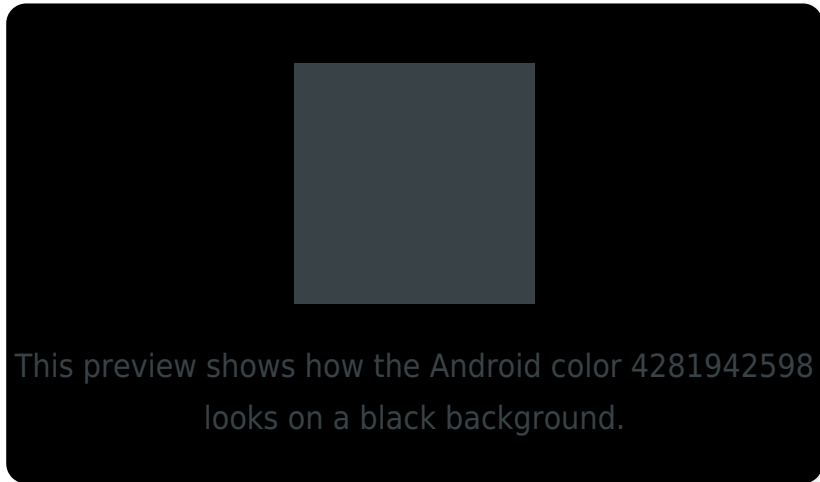 This preview shows how the Android color 4281942598
looks on a black background.